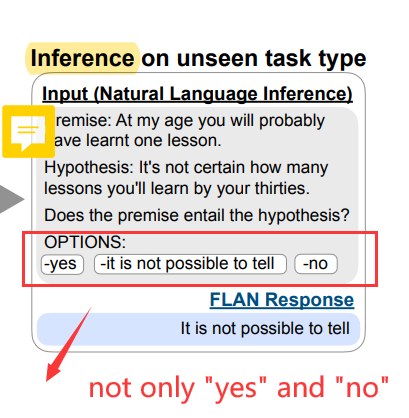 Inference on unseen task type
Input (Natural Language Inference)
remise: At my age you will probably
ave learnt one lesson.
Hypothesis: It's not certain how many
lessons you'll learn by your thirties.
Does the premise entail the hypothesis?
OPTIONS:
-yes -it is not possible to tell -no
FLAN Response
It is not possible to tell
not only "yes" and "no"